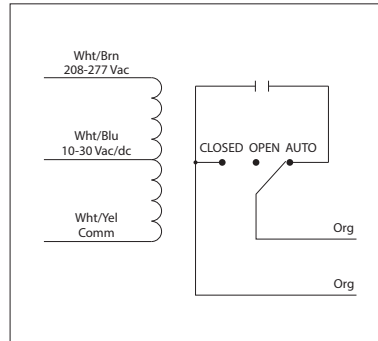 Wht/Brn
208-277 Vac
Wht/Blu
10-30 Vac/dc
Wht/Yel
Comm
CLOSED OPEN AUTO
Org
Org